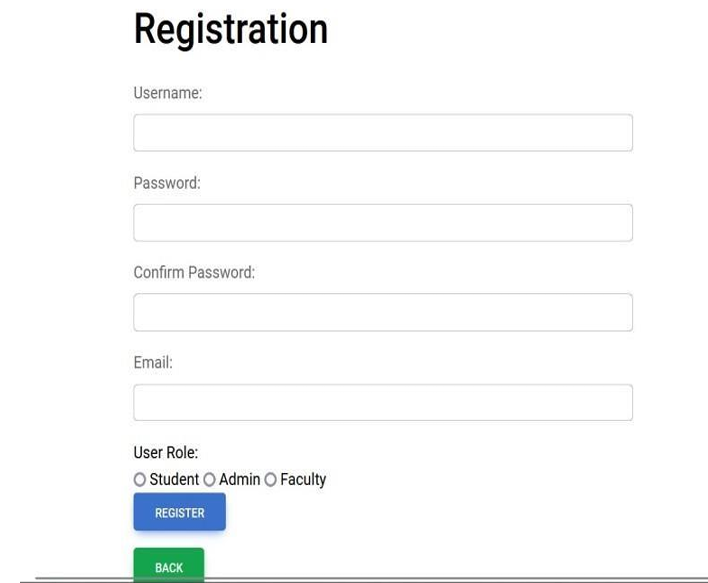 Registration
Username:
Password:
Confirm Password:
Email:
User Role:
Student Admin Faculty
REGISTER
BACK